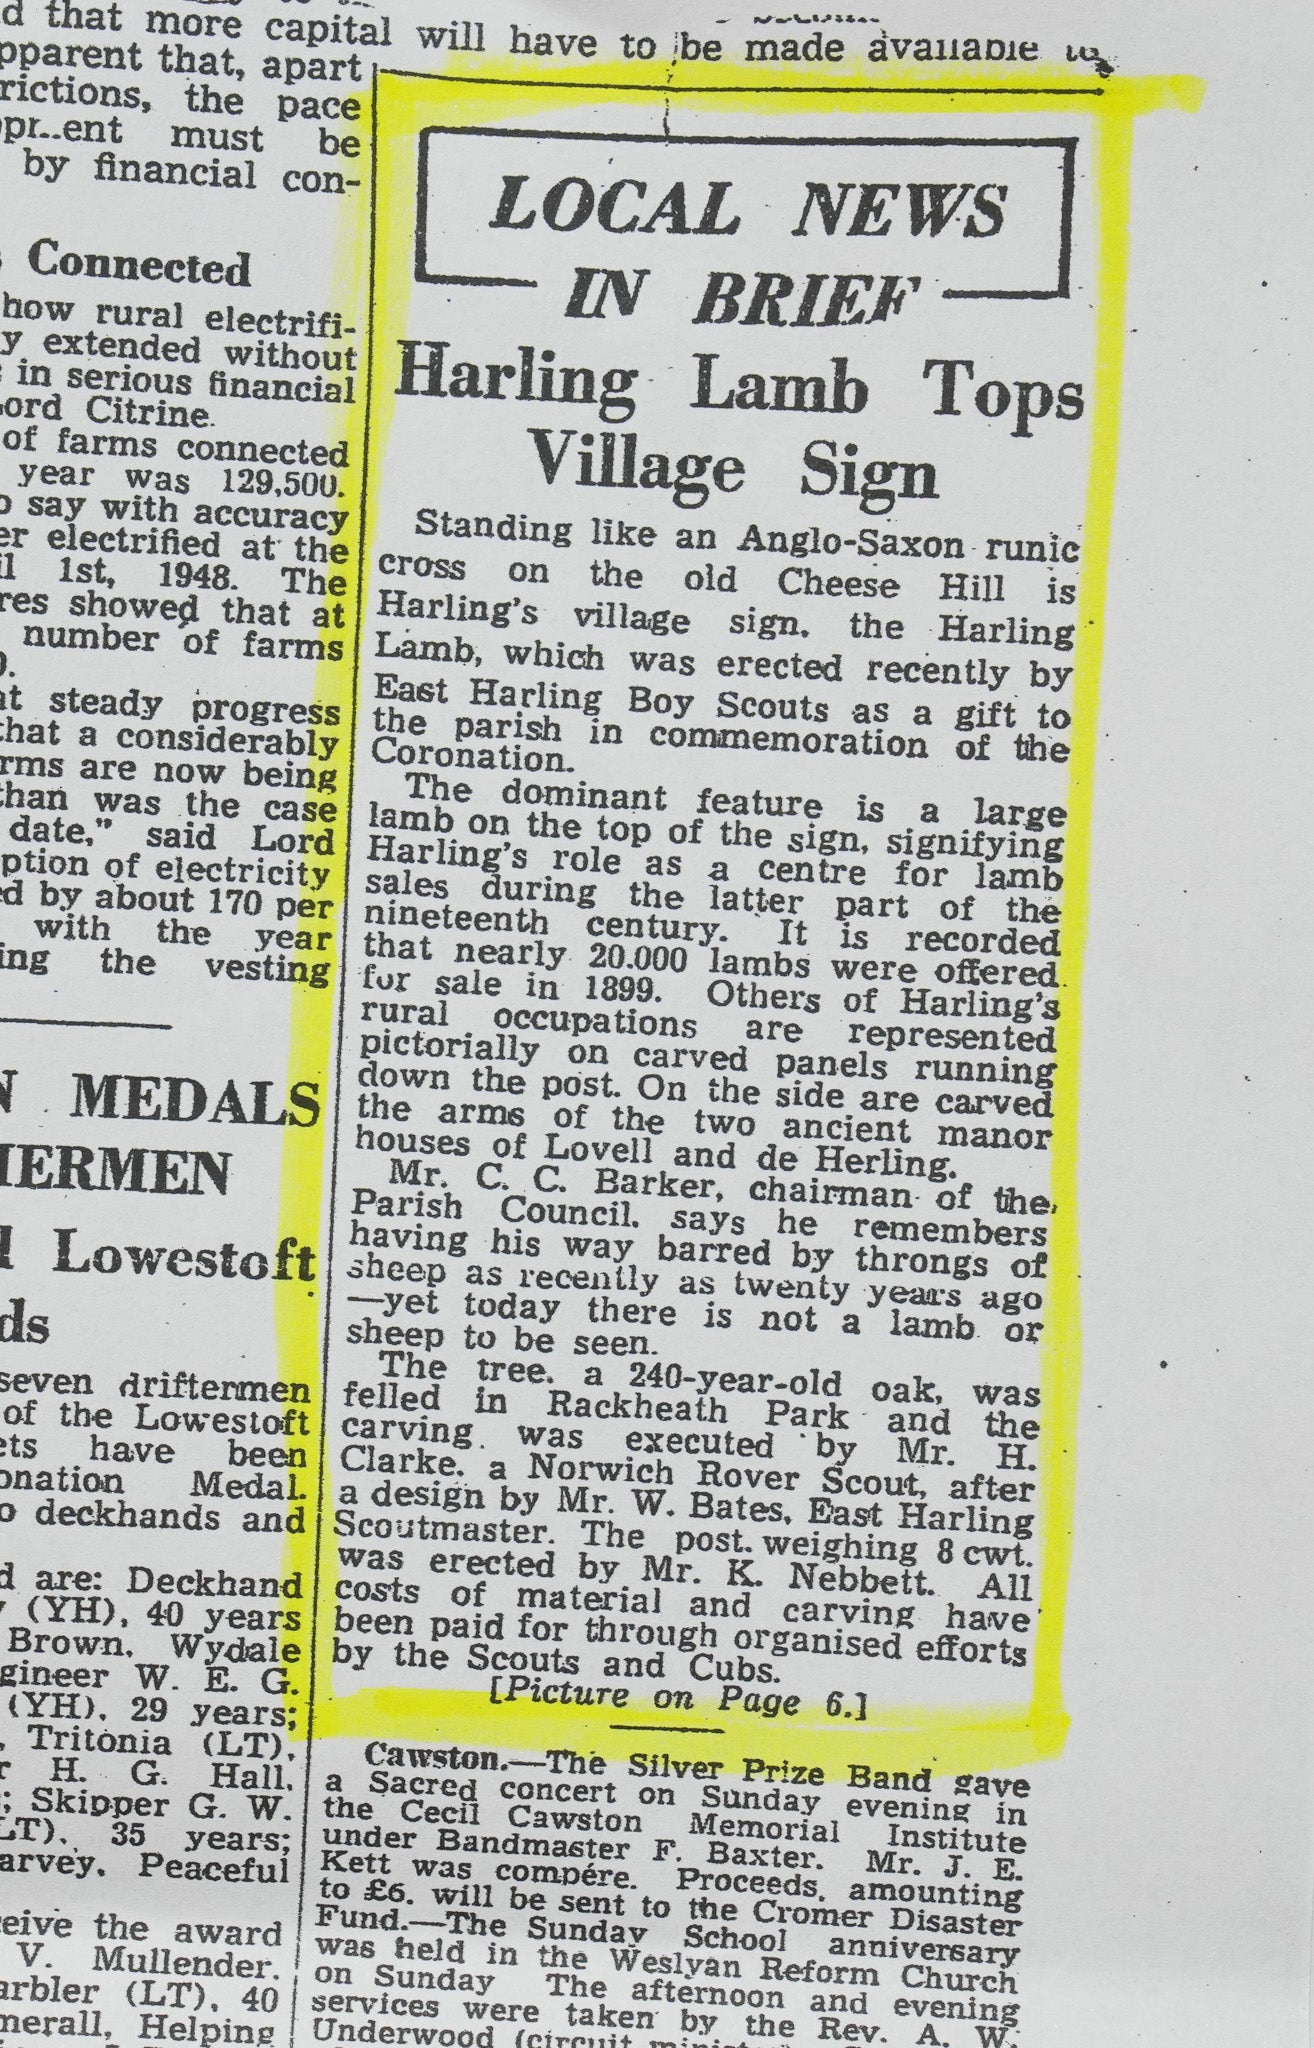 d that more capital will have to be made available to
pparent that, apart
rictions, the pace
ent must be
by financial con-
Connected
how rural electrifi-
y extended without
in serious financial
ord Citrine.
of farms connected
year was 129,500.
o say with accuracy
er electrified at the
il 1st, 1948. The
res showed that at
number of farms
at steady progress
that a considerably
rms are now being
than was the case
date," said Lord
ption of electricity
ed by about 170 per
with the year
ing the vesting
N MEDALS
HERMEN
Lowestoft
ds
seven driftermen
of the Lowestoft
ets have been
onation Medal.
o deckhands and
d are: Deckhand
(YH), 40 years
Brown, Wydale
gineer W. E. G.
(YH), 29 years;
, Tritonia (LT),
r H. G. Hall,
; Skipper G. W.
LT), 35 years;
arvey, Peaceful
ceive the award
V. Mullender,
arbler (LT), 40
merall, Helping
LOCAL NEWS
IN BRIEF
Harling Lamb Tops
Village Sign
Standing like an Anglo-Saxon runic
cross on the old Cheese Hill is
Harling's village sign, the Harling
Lamb, which was erected recently by
East Harling Boy Scouts as a gift to
the parish in commemoration of the
Coronation.
The dominant feature is a large
lamb on the top of the sign, signifying
Harling's role as a centre for lamb
sales during the latter part of the
nineteenth century. It is recorded
that nearly 20,000 lambs were offered
for sale in 1899. Others of Harling's
rural occupations are represented
pictorially on carved panels running
down the post. On the side are carved
the arms of the two ancient manor
houses of Lovell and de Herling.
Mr. C. C. Barker, chairman of the
Parish Council, says he remembers
having his way barred by throngs of
sheep as recently as twenty years ago
—yet today there is not a lamb or
sheep to be seen.
The tree, a 240-year-old oak, was
felled in Rackheath Park and the
carving was executed by Mr. H.
Clarke, a Norwich Rover Scout, after
a design by Mr. W. Bates, East Harling
Scoutmaster. The post, weighing 8 cwt.
was erected by Mr. K. Nebbett. All
costs of material and carving have
been paid for through organised efforts
by the Scouts and Cubs.
[Picture on Page 6.]
Cawston.—The Silver Prize Band gave
a Sacred concert on Sunday evening in
the Cecil Cawston Memorial Institute
under Bandmaster F. Baxter. Mr. J. E.
Kett was compére. Proceeds, amounting
to £6, will be sent to the Cromer Disaster
Fund.—The Sunday School anniversary
was held in the Weslyan Reform Church
on Sunday The afternoon and evening
services were taken by the Rev. A. W.
Underwood (circuit